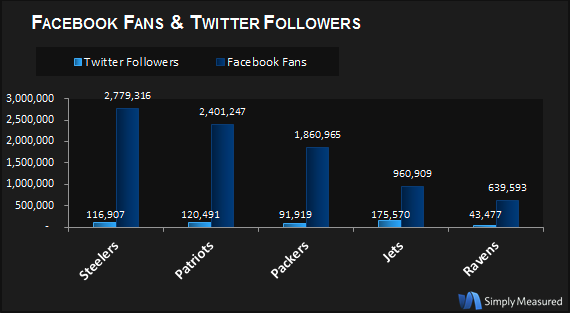 FACEBOOK FANS & TWITTER FOLLOWERS
Twitter Followers Facebook Fans
3,000,000
2,500,000
2,000,000
1,500,000
1,000,000
500,000
-
2,779,316
2,401,247
1,860,965
960,909
639,593
116,907
120,491
91,919
175,570
43,477
Steelers
Patriots
Packers
Jets
Ravens
Simply Measured